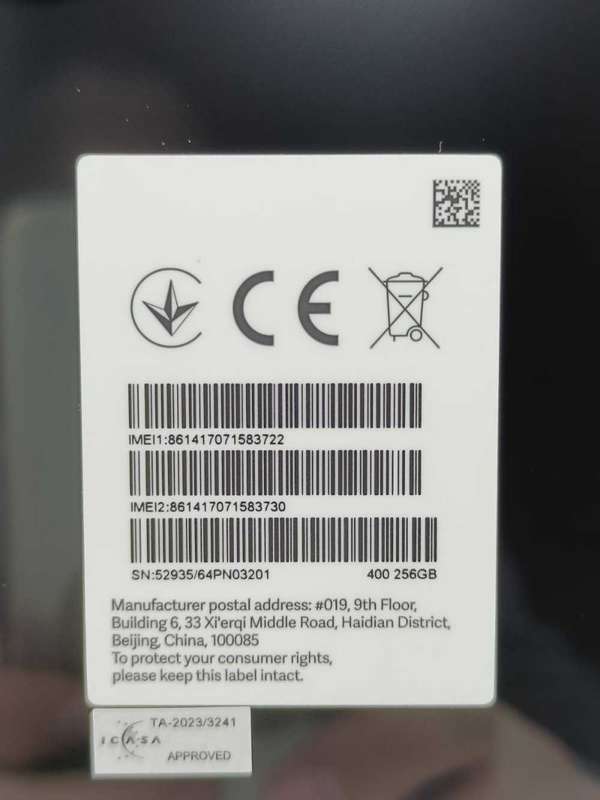 CE
IMEI1:861417071583722
IMEI2:861417071583730
SN:52935/64PN03201 400 256GB
Manufacturer postal address: #019, 9th Floor,
Building 6, 33 Xi'erqi Middle Road, Haidian District,
Beijing, China, 100085
To protect your consumer rights,
please keep this label intact.
TA-2023/3241
ICASA
APPROVED